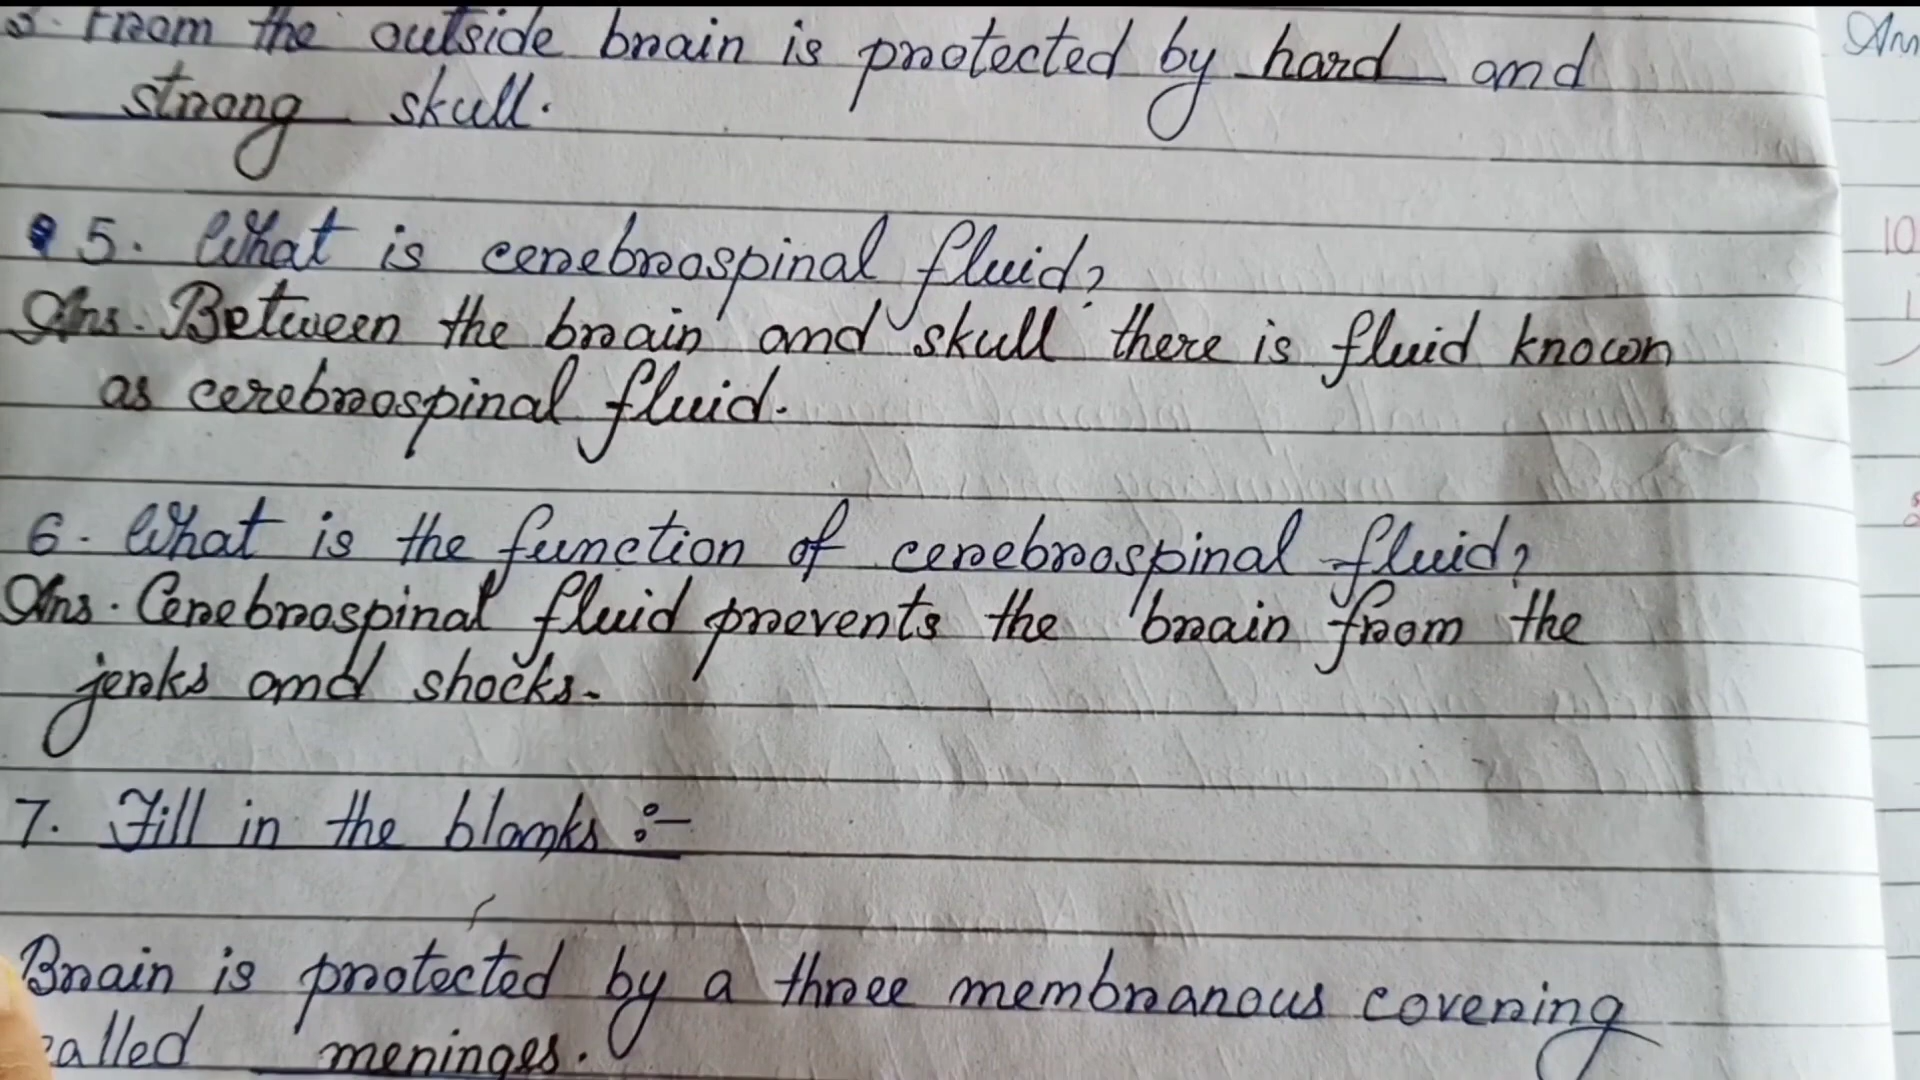 From the outside brain is protected by hard and
strong skull.
5. What is cerebrospinal fluid?
Ans. Between the brain and skull there is fluid known
as cerebrospinal fluid.
6. What is the function of cerebrospinal fluid?
Ans. Cerebrospinal fluid prevents the brain from the
jerks and shocks.
7. Fill in the blanks :-
Brain is protected by a three membranous covering
called meninges.
An
10